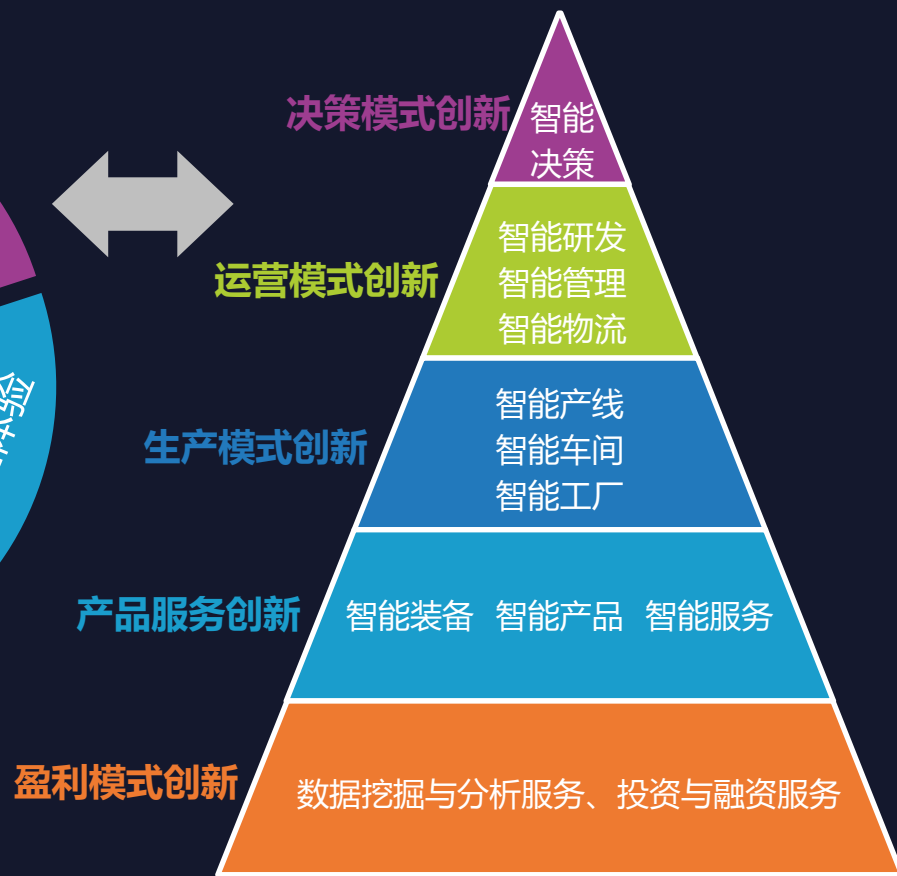 决策模式创新
智能
决策
运营模式创新
智能研发
智能管理
智能物流
生产模式创新
智能产线
智能车间
智能工厂
产品服务创新
智能装备 智能产品 智能服务
盈利模式创新
数据挖掘与分析服务、投资与融资服务
验